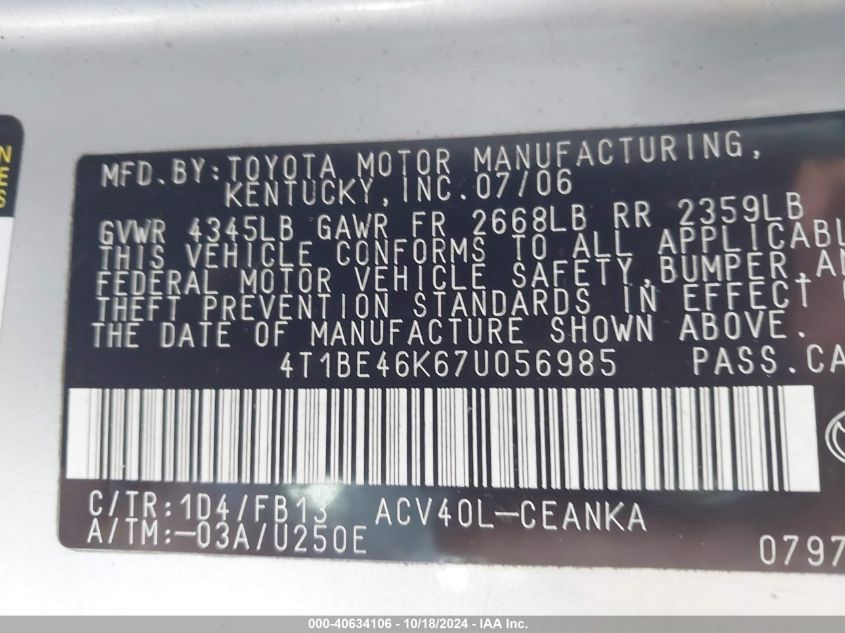 N
ES
S
MFD.BY:TOYOTA MOTOR MANUFACTURING,
KENTUCKY,INC.07/06
GVWR 4345LB GAWR FR 2668LB RR 2359LB
THIS VEHICLE CONFORMS TO ALL APPLICABL
FEDERAL MOTOR VEHICLE SAFETY,BUMPER,AN
THEFT PREVENTION STANDARDS IN EFFECT
THE DATE OF MANUFACTURE SHOWN ABOVE.
4T1BE46K67U056985 PASS.CA
C/TR:1D4/FB13 ACV40L-CEANKA
A/TM:-03A/U250E
0797
000-40634106 - 10/18/2024 - IAA Inc.